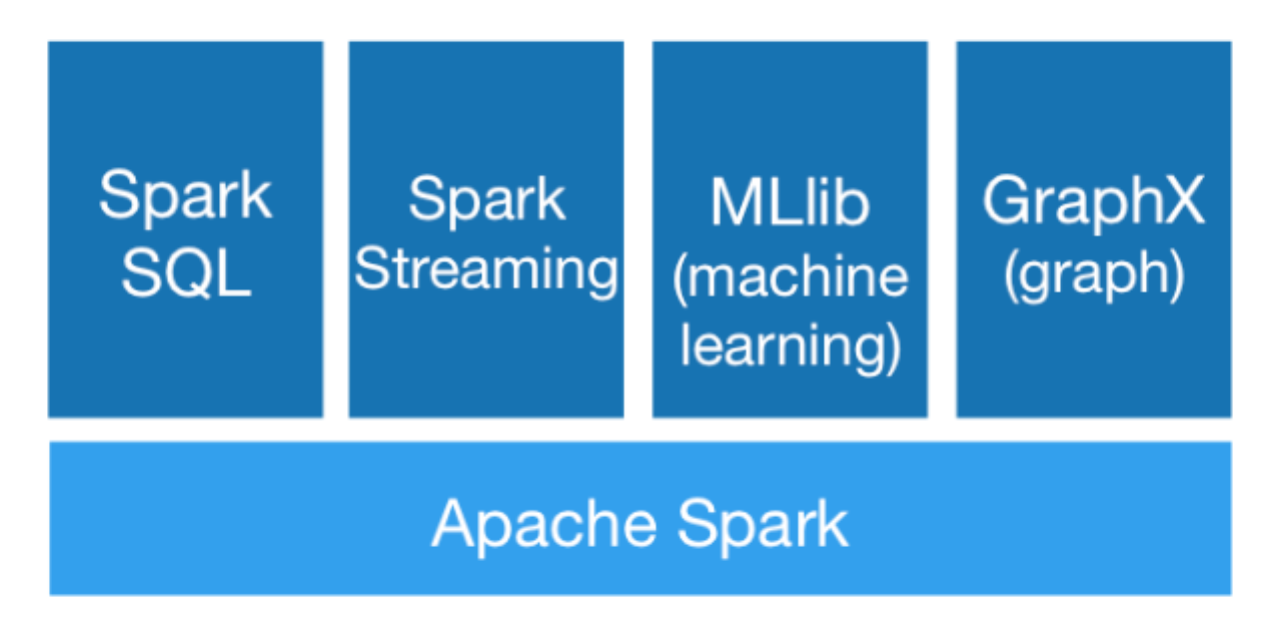 Spark
SQL
Spark
Streaming
MLlib
(machine
learning)
GraphX
(graph)
Apache Spark